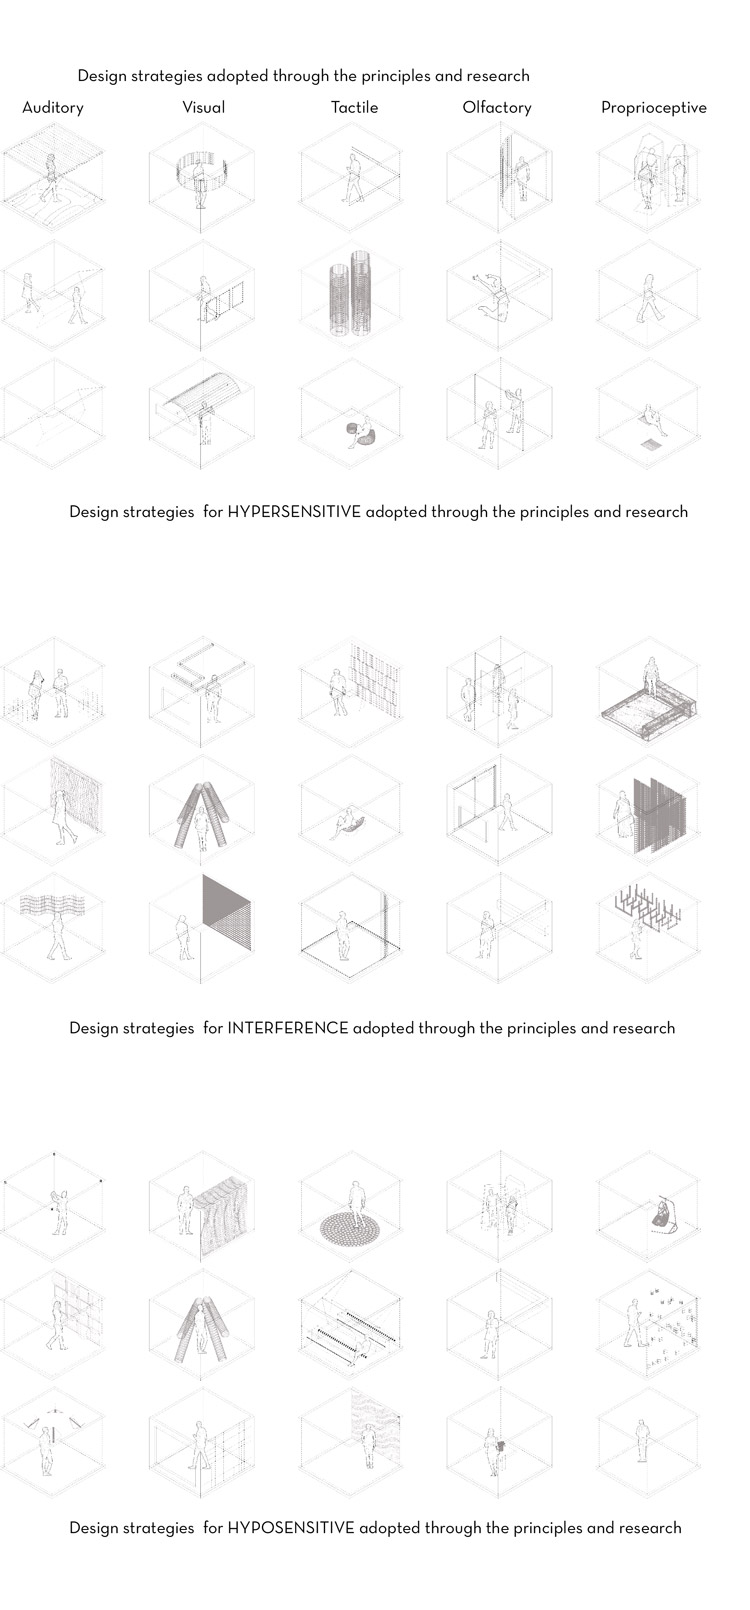 Design strategies adopted through the principles and research
Auditory Visual Tactile Olfactory Proprioceptive
Design strategies for HYPERSENSITIVE adopted through the principles and research
Design strategies for INTERFERENCE adopted through the principles and research
Design strategies for HYPOSENSITIVE adopted through the principles and research